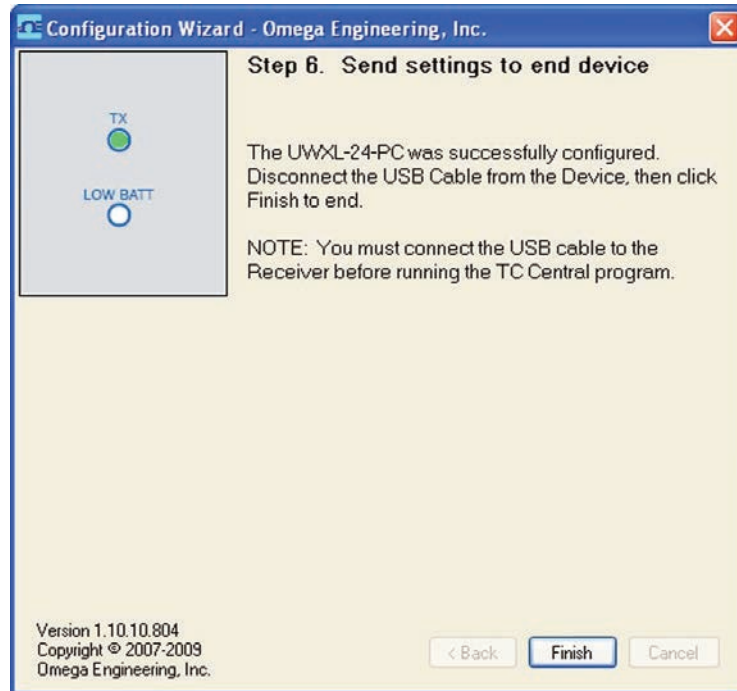 Configuration Wizard - Omega Engineering, Inc.
Step 6. Send settings to end device
TX
LOW BATT
The UWXL-24-PC was successfully configured.
Disconnect the USB Cable from the Device, then click
Finish to end.
NOTE: You must connect the USB cable to the
Receiver before running the TC Central program.
Version 1.10.10.804
Copyright © 2007-2009
Omega Engineering, Inc.
< Back Finish Cancel